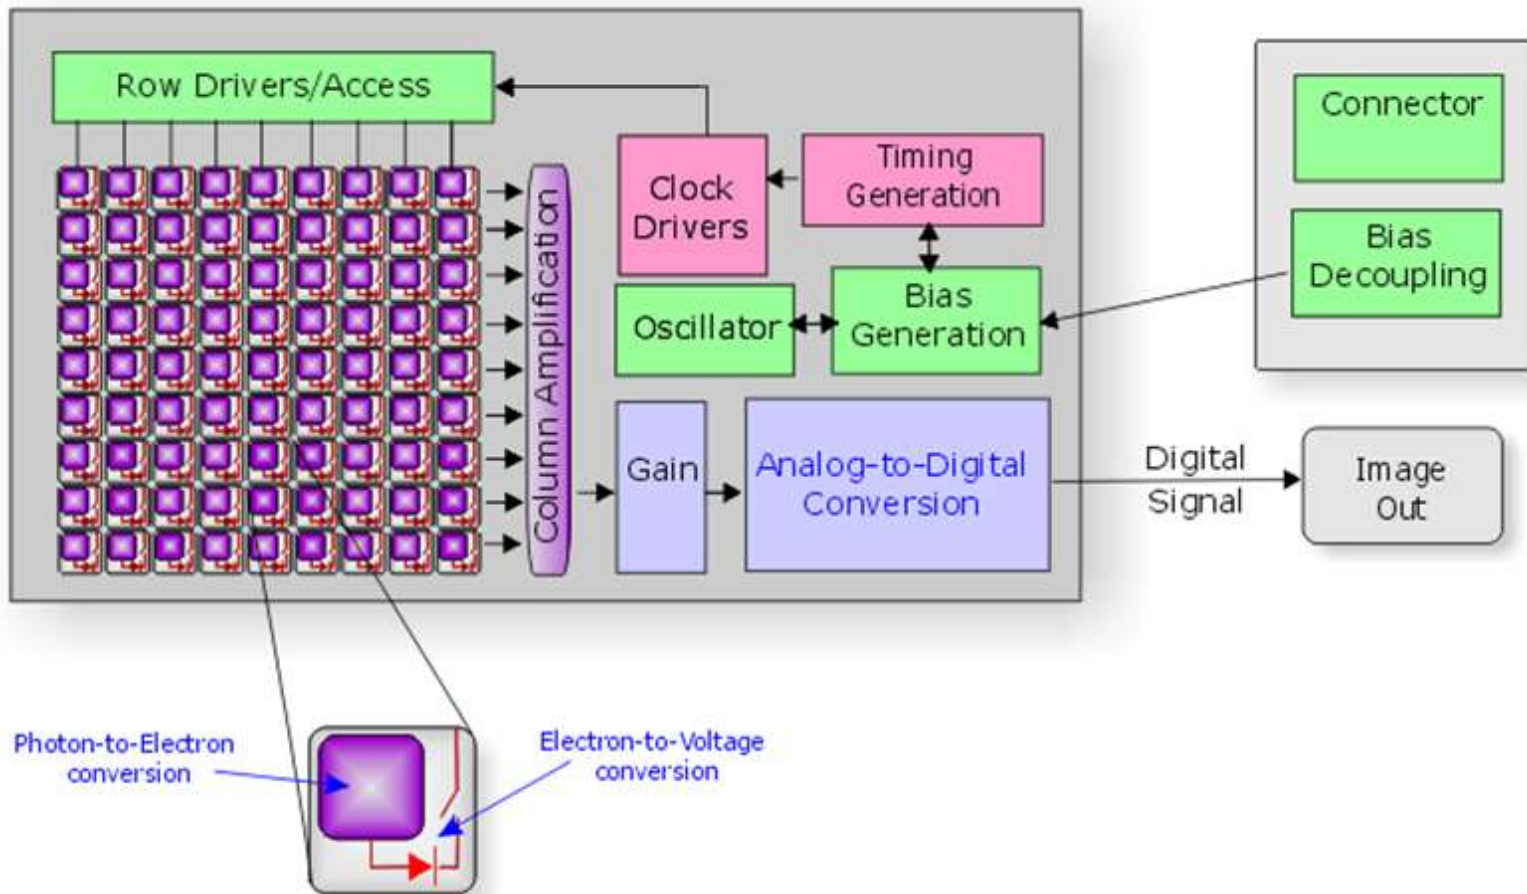 Row Drivers/Access
Column Amplification
Clock
Drivers
Timing
Generation
Oscillator
Bias
Generation
Gain
Analog-to-Digital
Conversion
Connector
Bias
Decoupling
Digital
Signal
Image
Out
Photon-to-Electron
conversion
Electron-to-Voltage
conversion